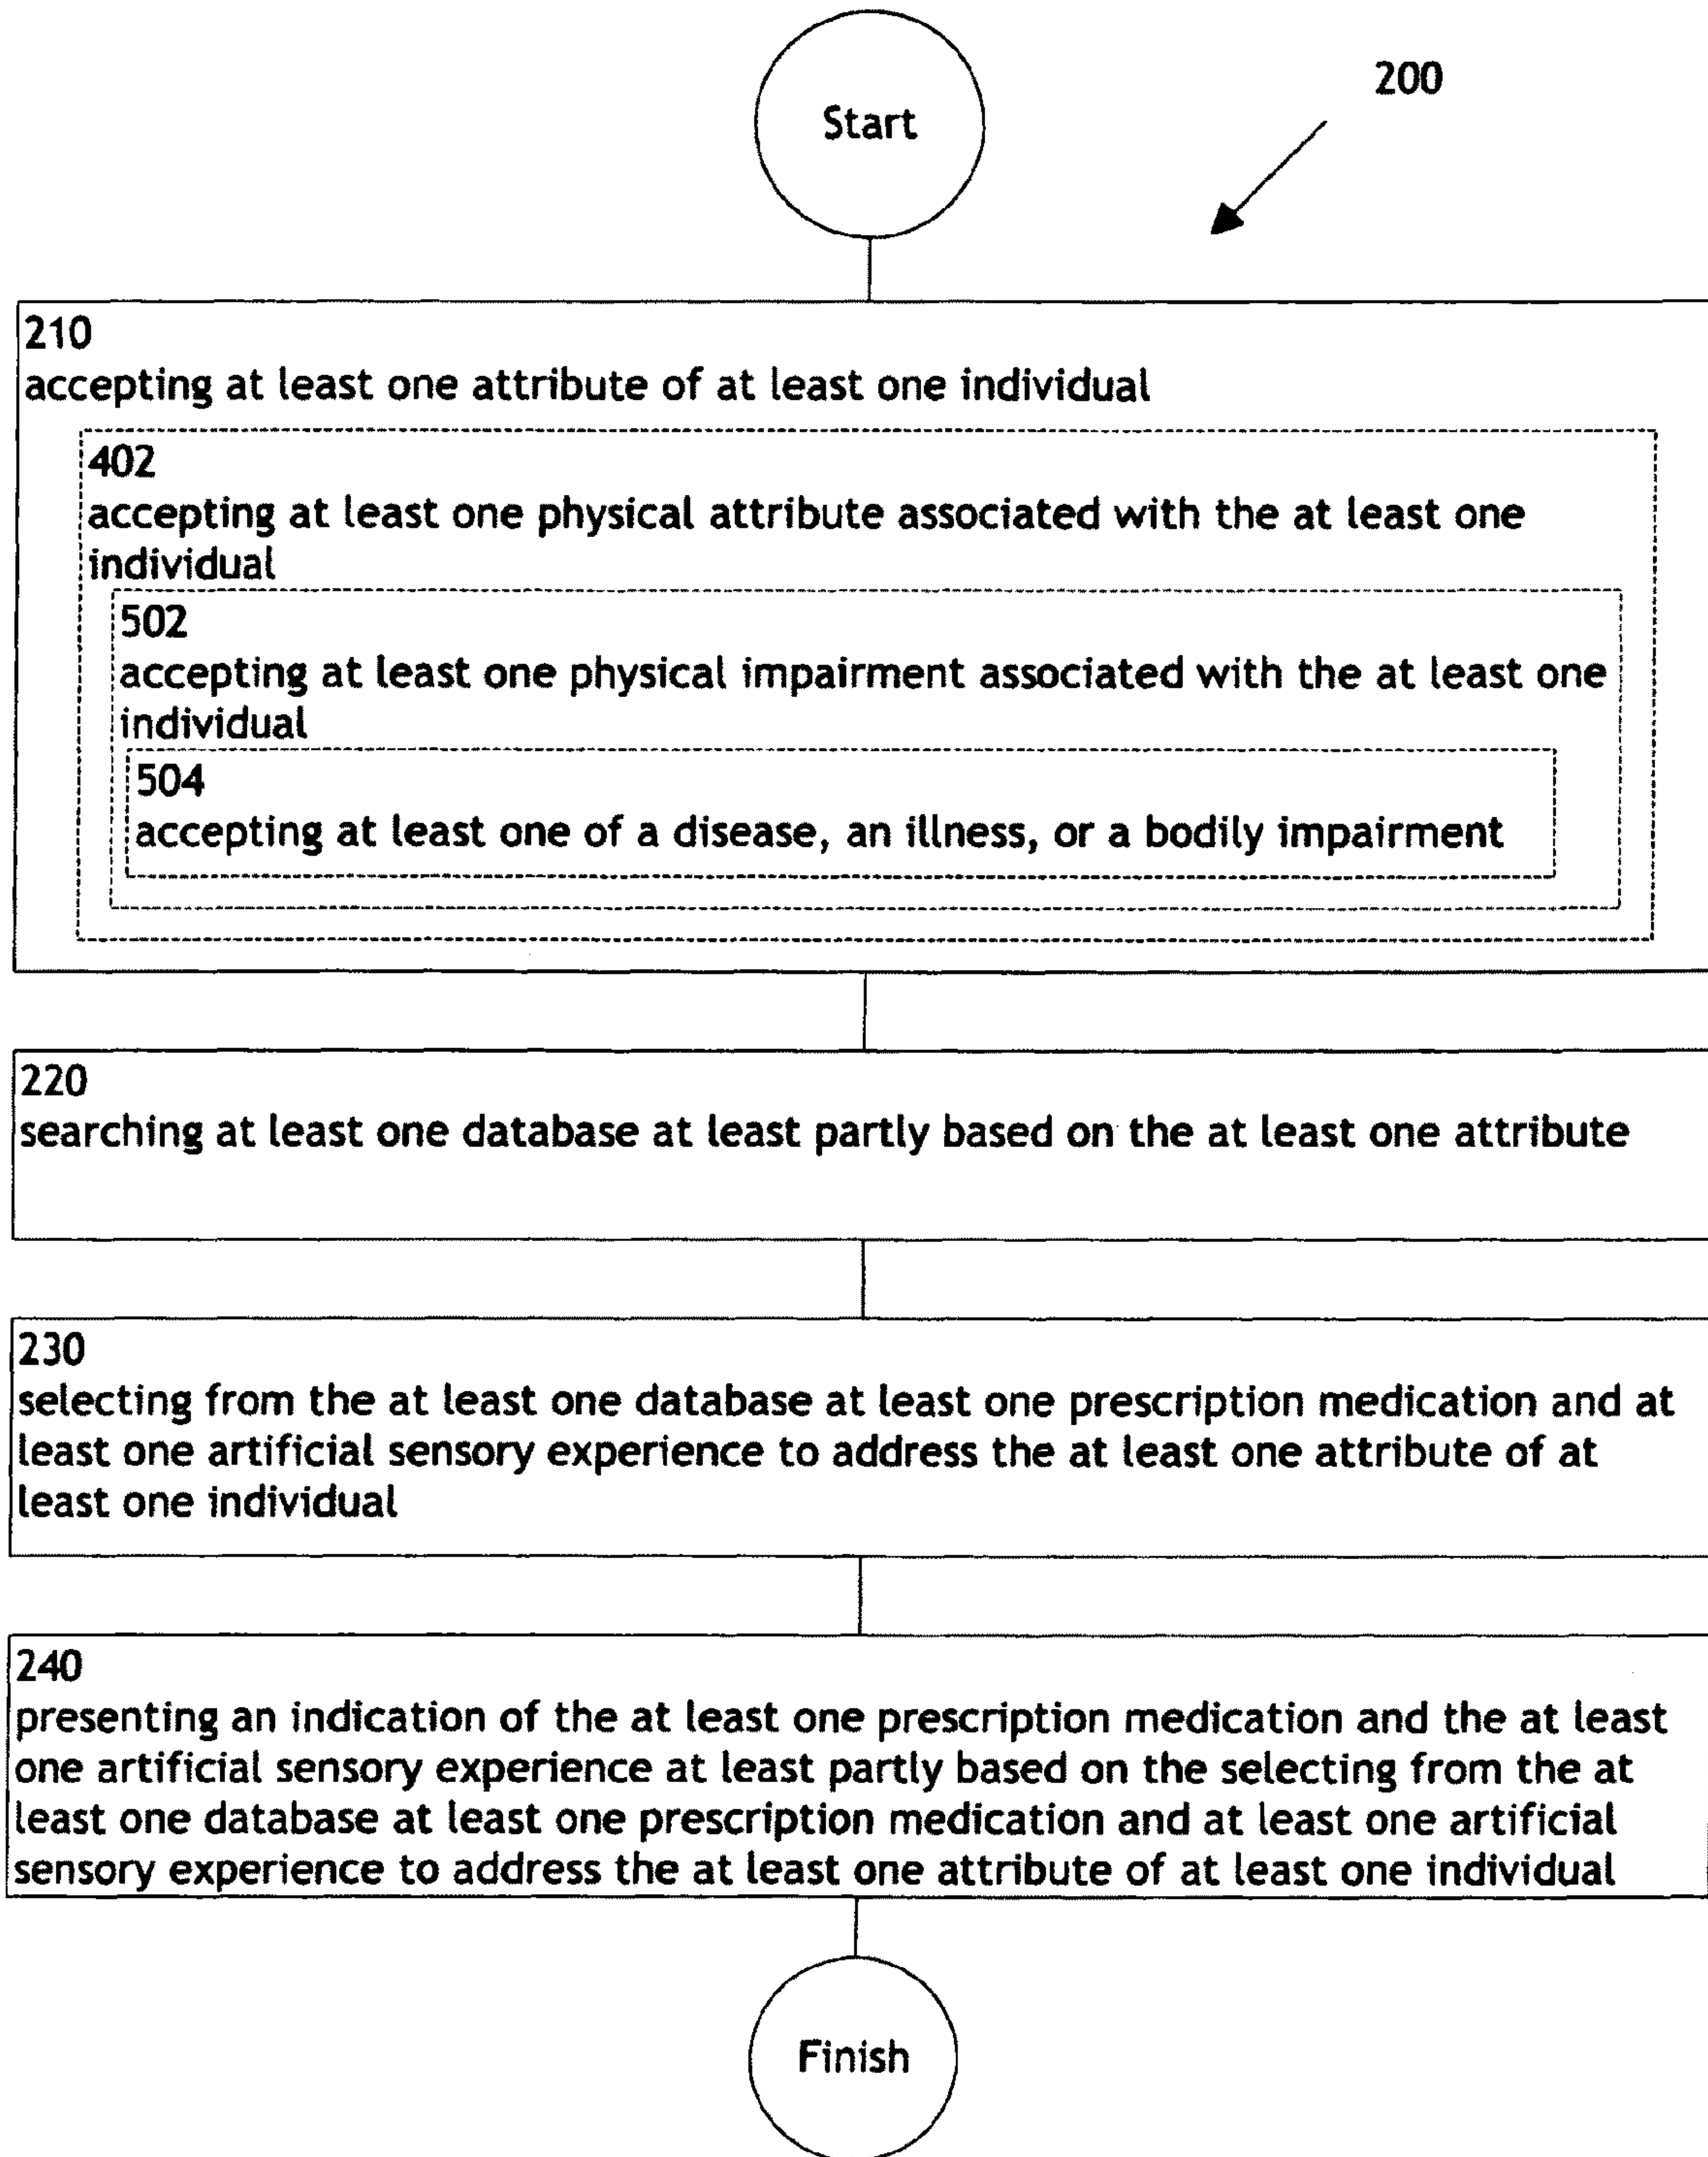 Start
200
210
accepting at least one attribute of at least one individual
402
accepting at least one physical attribute associated with the at least one
individual
502
accepting at least one physical impairment associated with the at least one
individual
504
accepting at least one of a disease, an illness, or a bodily impairment
220
searching at least one database at least partly based on the at least one attribute
230
selecting from the at least one database at least one prescription medication and at
least one artificial sensory experience to address the at least one attribute of at
least one individual
240
presenting an indication of the at least one prescription medication and the at least
one artificial sensory experience at least partly based on the selecting from the at
least one database at least one prescription medication and at least one artificial
sensory experience to address the at least one attribute of at least one individual
Finish